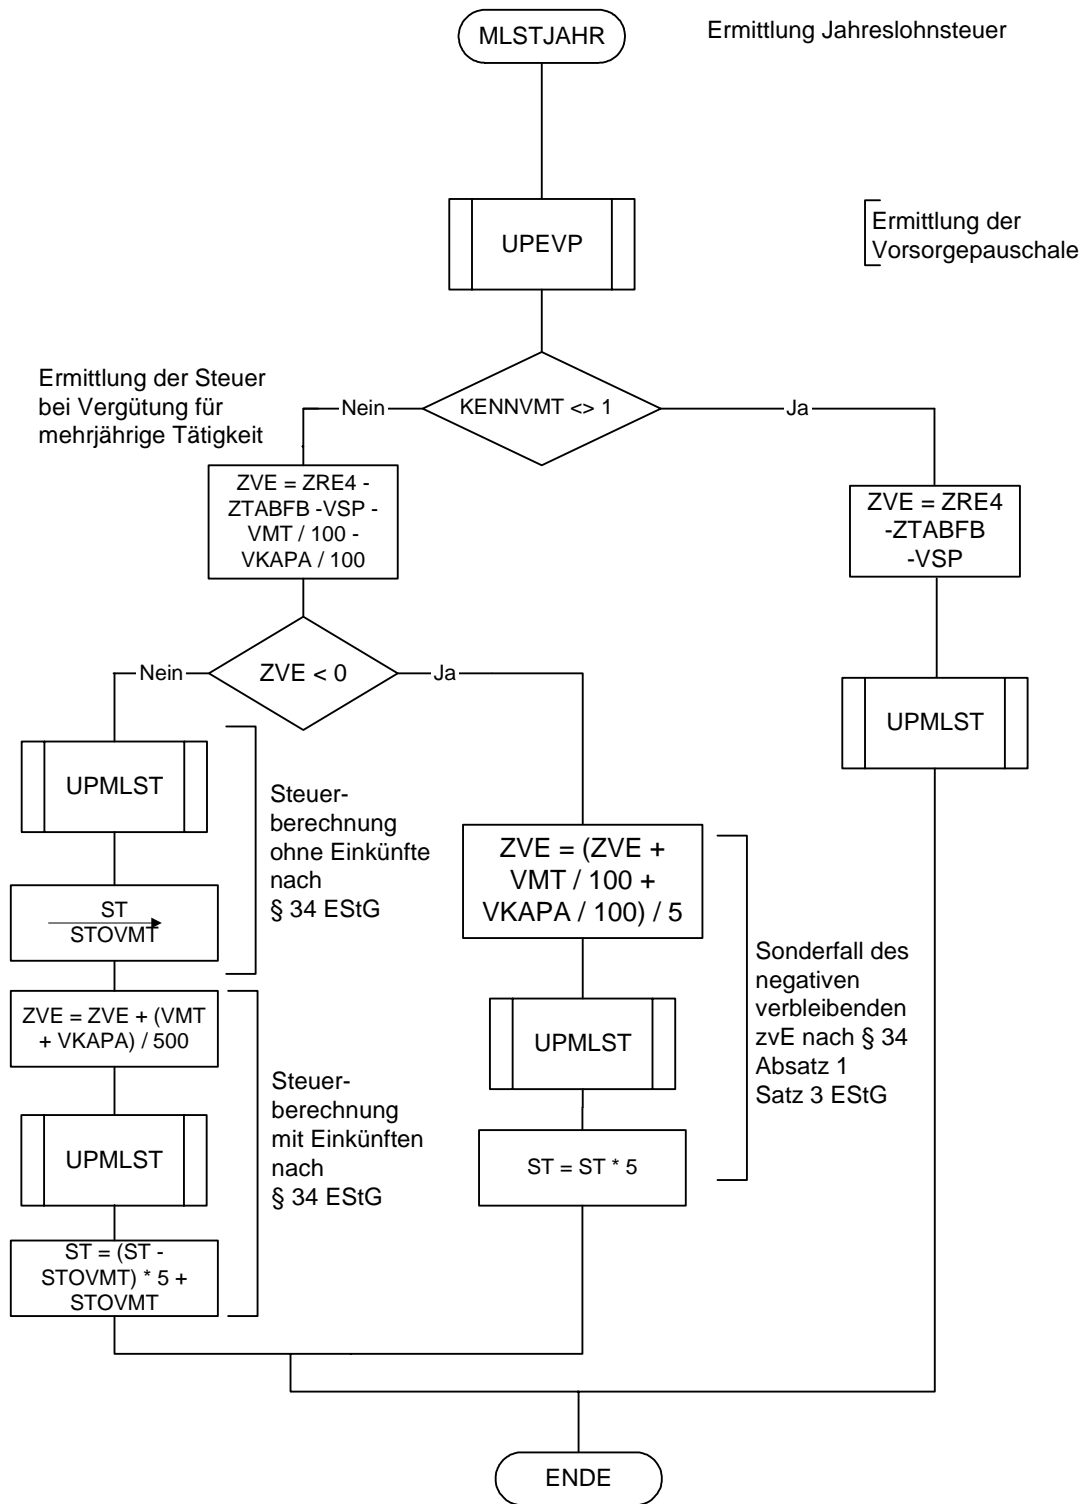 MLSTJAHR
Ermittlung Jahreslohnsteuer
UPEVP
Ermittlung der
Vorsorgepauschale
Ermittlung der Steuer
bei Vergütung für
mehrjährige Tätigkeit
Nein
KENNVMT <> 1
Ja
ZVE = ZRE4 -
ZTABFB -VSP -
VMT / 100 -
VKAPA / 100
ZVE = ZRE4
-ZTABFB
-VSP
Nein
ZVE < 0
Ja
UPMLST
UPMLST
Steuer-
berechnung
ohne Einkünfte
nach
§ 34 EStG
ST
STOVMT
ZVE = (ZVE +
VMT / 100 +
VKAPA / 100) / 5
Sonderfall des
negativen
verbleibenden
zvE nach § 34
Absatz 1
Satz 3 EStG
ZVE = ZVE + (VMT
+ VKAPA) / 500
UPMLST
Steuer-
berechnung
mit Einkünften
nach
§ 34 EStG
UPMLST
ST = ST * 5
ST = (ST -
STOVMT) * 5 +
STOVMT
ENDE